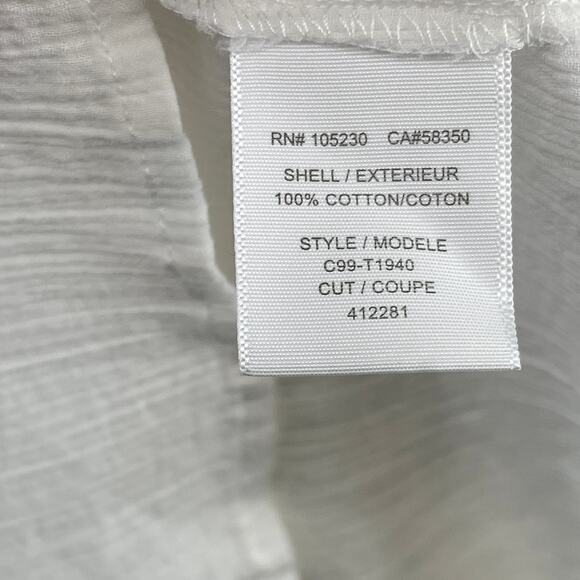 RN# 105230 CA#58350
SHELL / EXTERIEUR
100% COTTON/COTON
STYLE / MODELE
C99-T1940
CUT / COUPE
412281